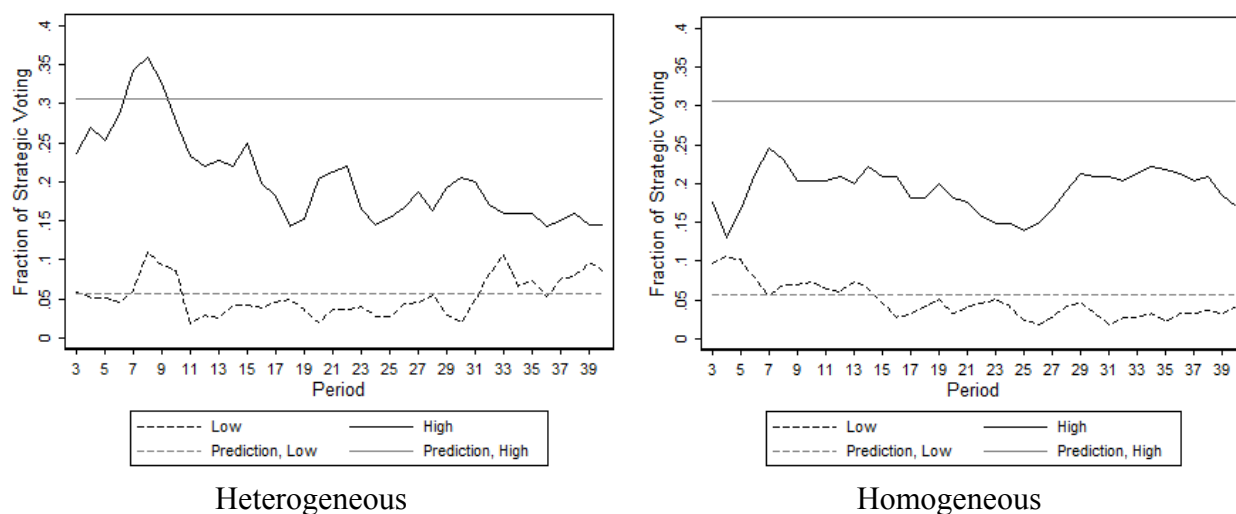 Fraction of Strategic Voting
.4
.35
.3
.25
.2
.15
.1
.05
0
3 5 7 9 11 13 15 17 19 21 23 25 27 29 31 33 35 37 39
Period
Low High
Prediction, Low Prediction, High
Heterogeneous
Fraction of Strategic Voting
.4
.35
.3
.25
.2
.15
.1
.05
0
3 5 7 9 11 13 15 17 19 21 23 25 27 29 31 33 35 37 39
Period
Low High
Prediction, Low Prediction, High
Homogeneous